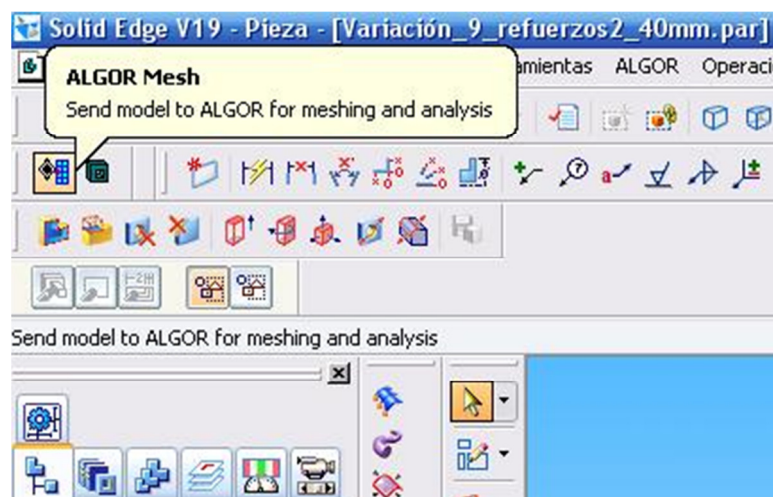 Solid Edge V19 - Pieza - [Variación_9_refuerzos2_40mm.par]
ALGOR Mesh
Send model to ALGOR for meshing and analysis
amientas ALGOR Operaci
Send model to ALGOR for meshing and analysis